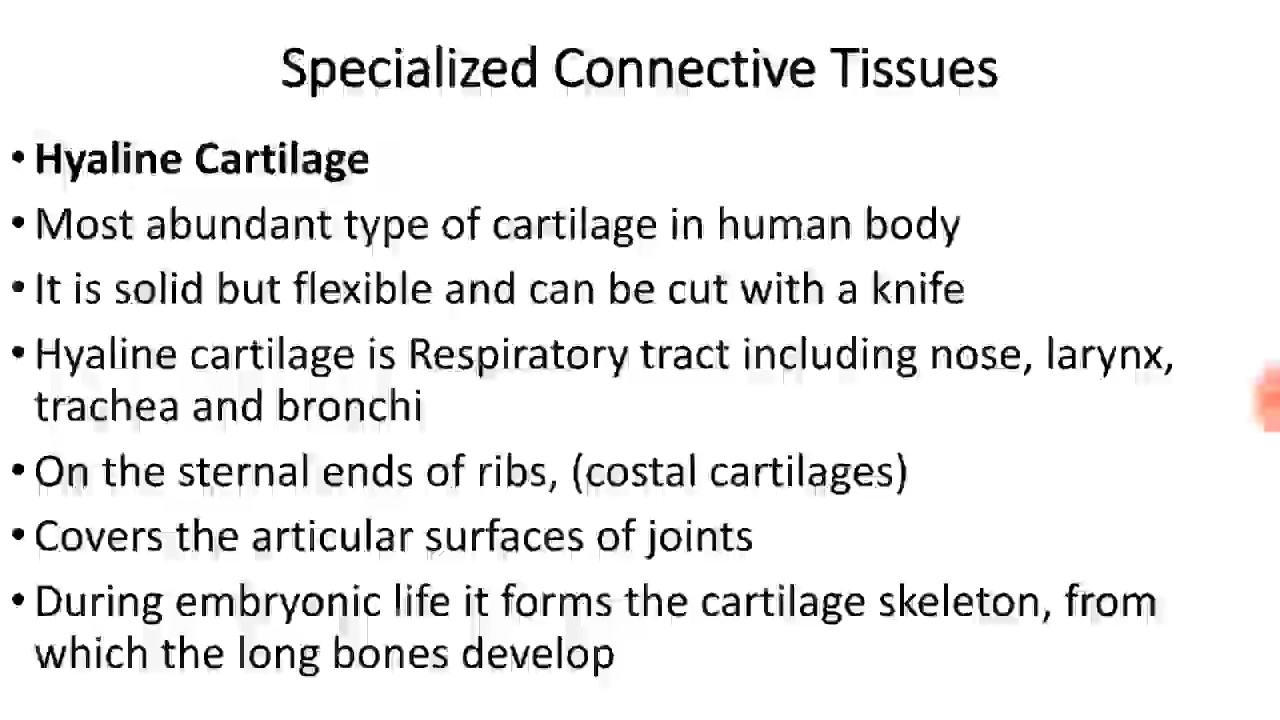 Specialized Connective Tissues
• Hyaline Cartilage
• Most abundant type of cartilage in human body
• It is solid but flexible and can be cut with a knife
• Hyaline cartilage is Respiratory tract including nose, larynx,
trachea and bronchi
• On the sternal ends of ribs, (costal cartilages)
• Covers the articular surfaces of joints
• During embryonic life it forms the cartilage skeleton, from
which the long bones develop